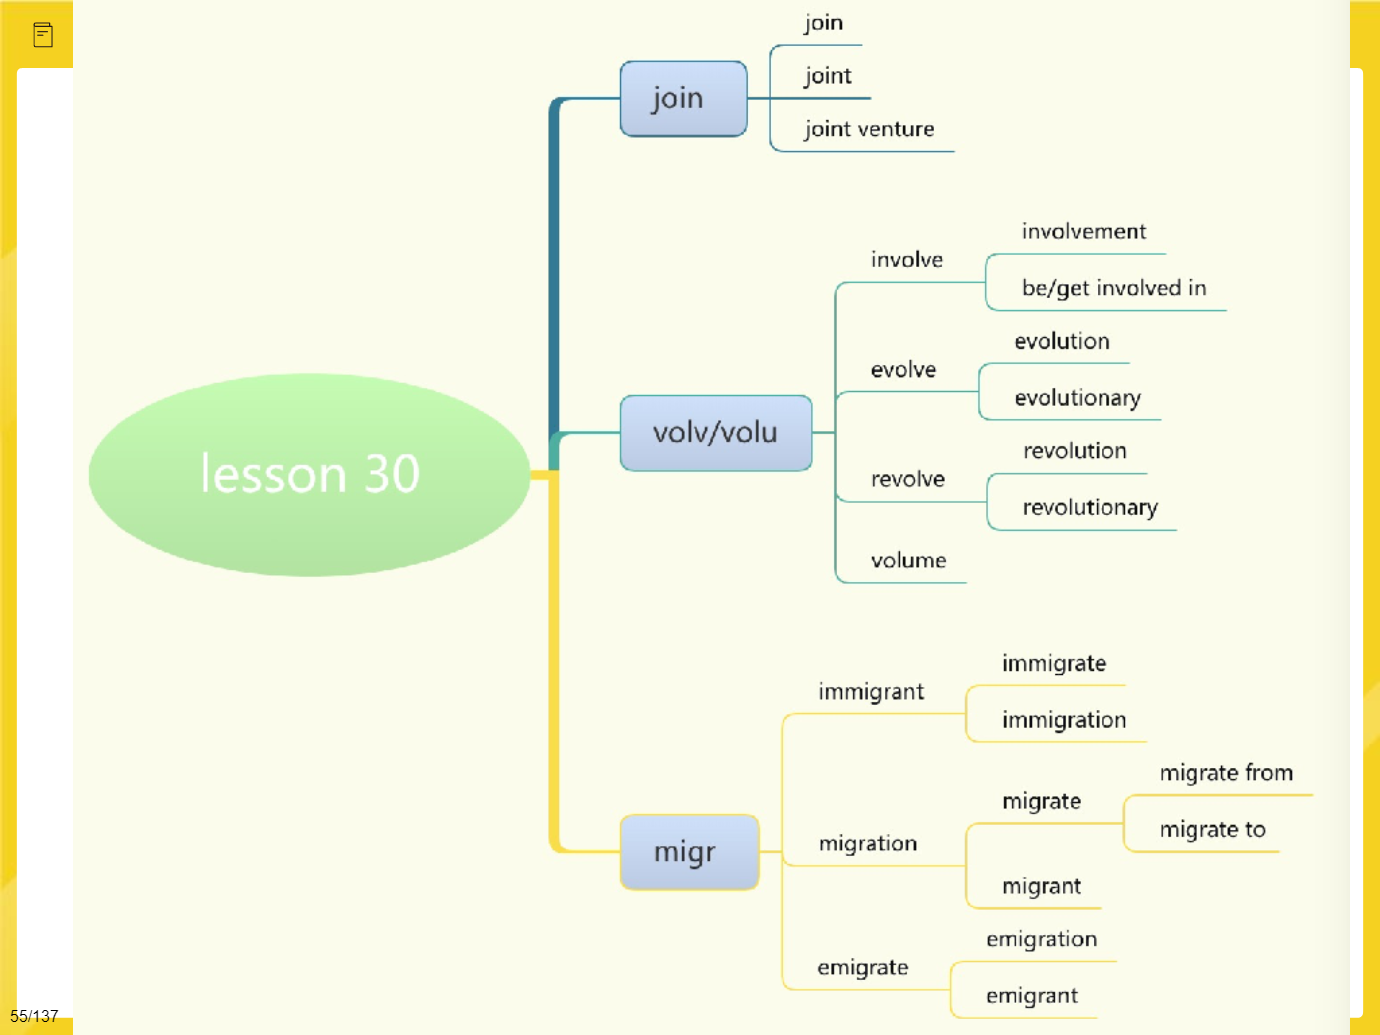 join
join
joint
joint venture
involvement
involve
be/get involved in
evolution
evolve
evolutionary
volv/volu
revolution
revolve
revolutionary
volume
lesson 30
immigrate
immigrant
immigration
migrate from
migrate
migrate to
migration
migr
migrant
emigration
emigrate
emigrant
55/137